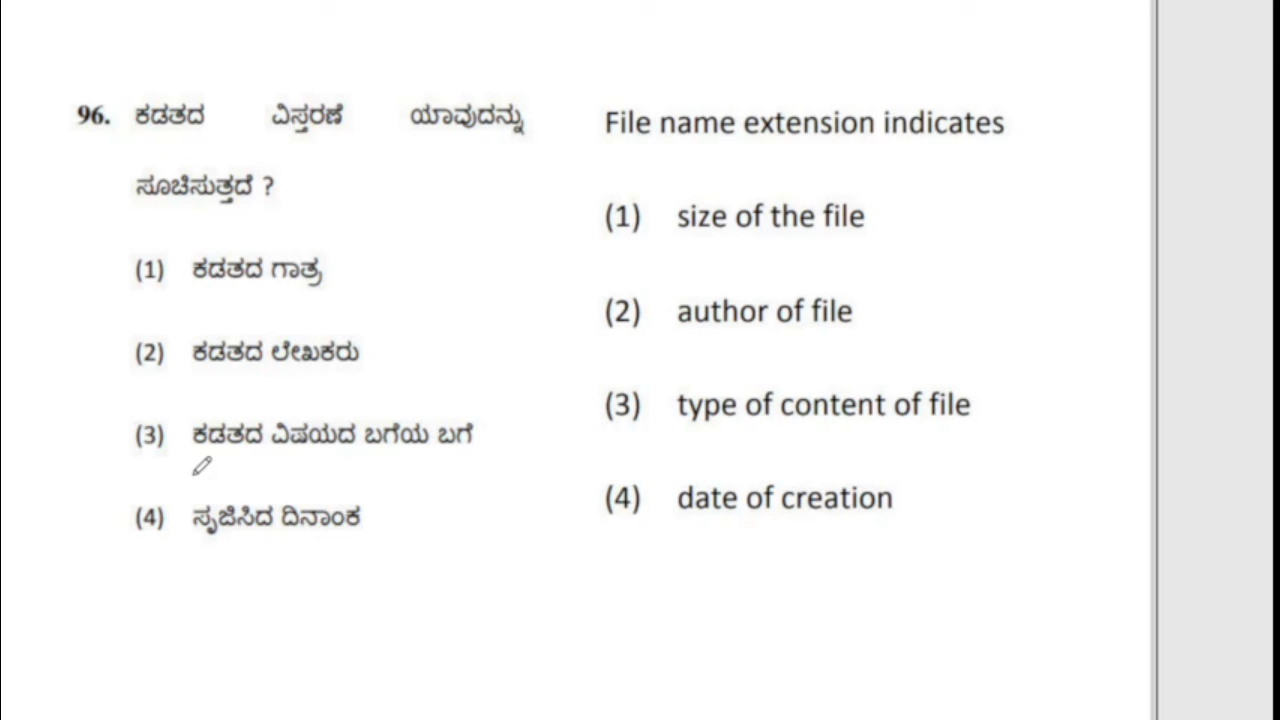 96. ಕಡತದ ವಿಸ್ತರಣೆ ಯಾವುದನ್ನು
ಸೂಚಿಸುತ್ತದೆ ?
(1) ಕಡತದ ಗಾತ್ರ
(2) ಕಡತದ ಲೇಖಕರು
(3) ಕಡತದ ವಿಷಯದ ಬಗೆಯ ಬಗೆ
(4) ಸೃಜಿಸಿದ ದಿನಾಂಕ
File name extension indicates
(1) size of the file
(2) author of file
(3) type of content of file
(4) date of creation